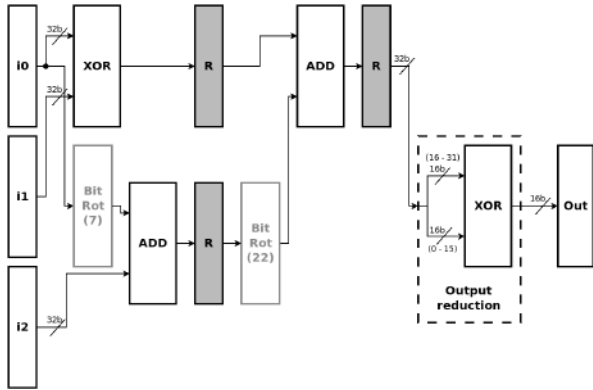 32b
i0
XOR
R
ADD
R
32b
32b
i1
Bit
Rot
(7)
ADD
R
Bit
Rot
(22)
i2
32b
(16 - 31)
16b
XOR
16b
Out
16b
(0 - 15)
Output
reduction